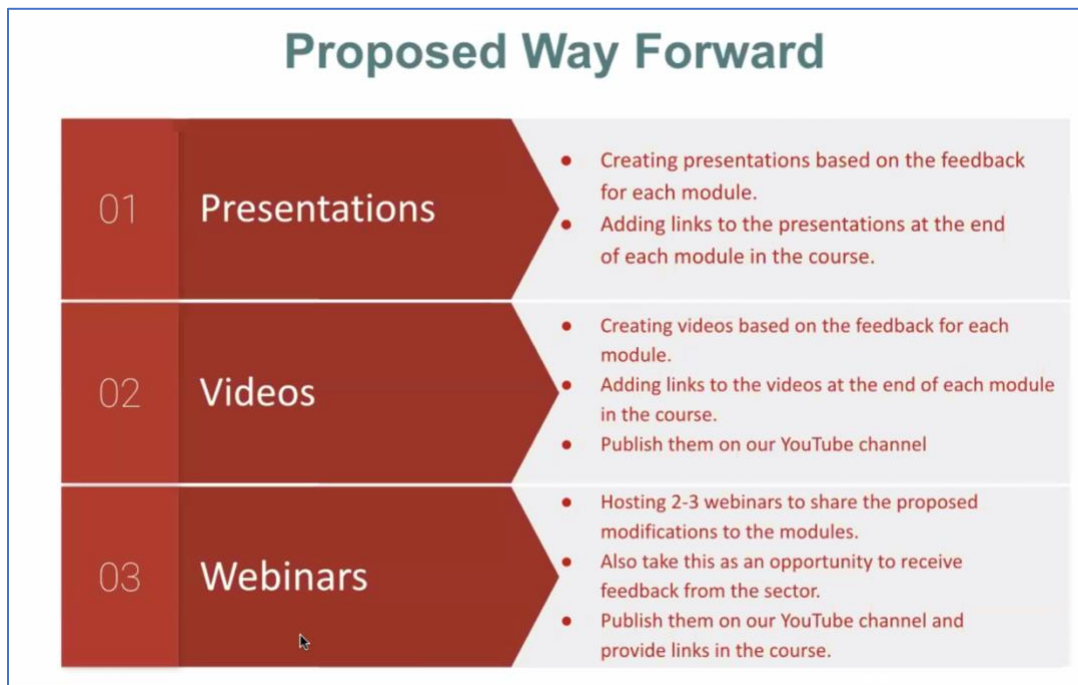 Proposed Way Forward
01
Presentations
● Creating presentations based on the feedback
for each module.
● Adding links to the presentations at the end
of each module in the course.
02
Videos
● Creating videos based on the feedback for each
module.
● Adding links to the videos at the end of each module
in the course.
● Publish them on our YouTube channel
03
Webinars
● Hosting 2-3 webinars to share the proposed
modifications to the modules.
● Also take this as an opportunity to receive
feedback from the sector.
● Publish them on our YouTube channel and
provide links in the course.